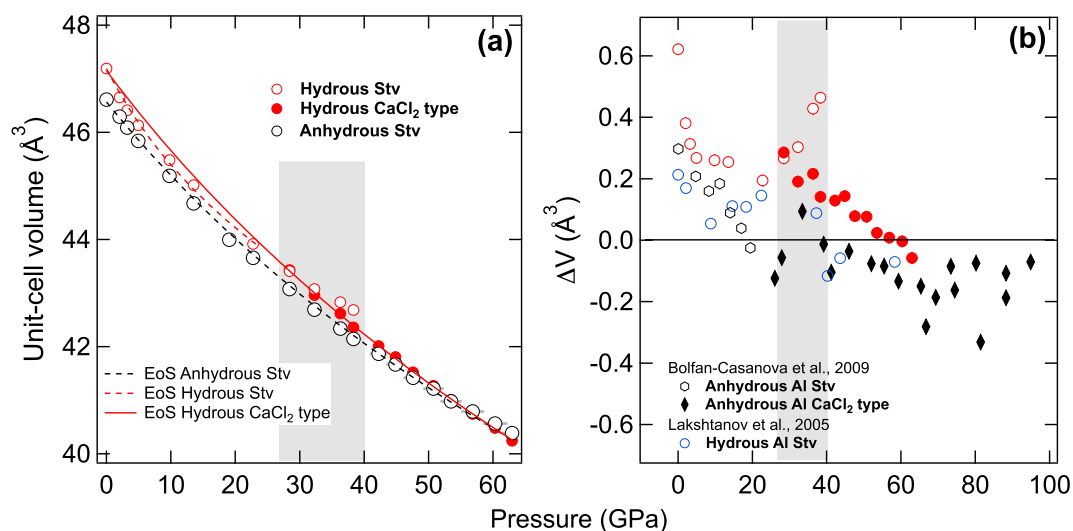 (a)
48
46
44
42
40
Unit-cell volume (Å³)
Hydrous Stv
Hydrous CaCl₂ type
Anhydrous Stv
EoS Anhydrous Stv
EoS Hydrous Stv
EoS Hydrous CaCl₂ type
0 10 20 30 40 50 60
(b)
0.6
0.4
0.2
0.0
-0.2
-0.4
-0.6
ΔV (Å³)
Bolfan-Casanova et al., 2009
Anhydrous Al Stv
Anhydrous Al CaCl₂ type
Lakshtanov et al., 2005
Hydrous Al Stv
0 20 40 60 80 100
Pressure (GPa)